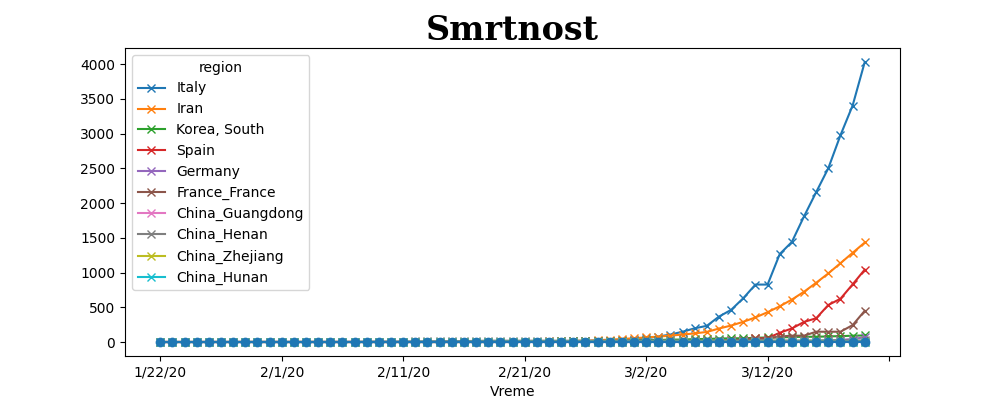 Smrtnost
region
Italy
Iran
Korea, South
Spain
Germany
France_France
China_Guangdong
China_Henan
China_Zhejiang
China_Hunan
4000
3500
3000
2500
2000
1500
1000
500
0
1/22/20 2/1/20 2/11/20 2/21/20 3/2/20 3/12/20
Vreme